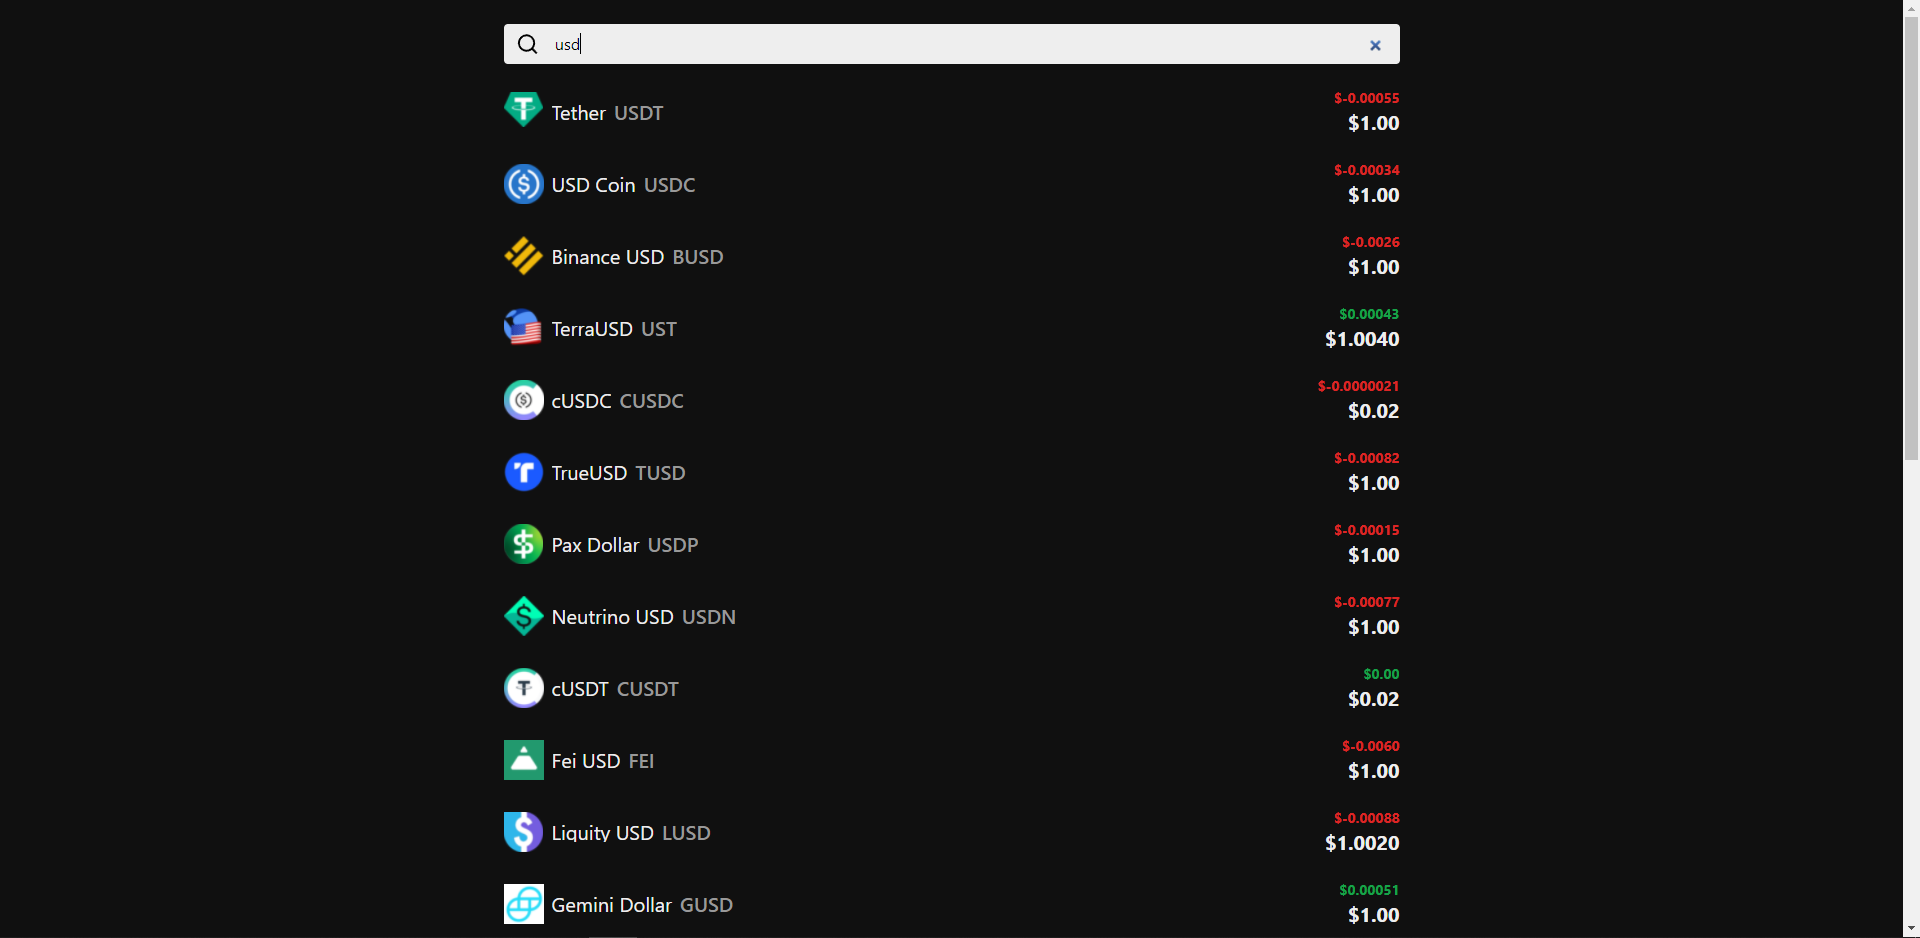 usd
Tether USDT
$-0.00055
$1.00
USD Coin USDC
$-0.00034
$1.00
Binance USD BUSD
$-0.0026
$1.00
TerraUSD UST
$0.00043
$1.0040
cUSDC CUSDC
$-0.0000021
$0.02
TrueUSD TUSD
$-0.00082
$1.00
Pax Dollar USDP
$-0.00015
$1.00
Neutrino USD USDN
$-0.00077
$1.00
cUSDT CUSDT
$0.00
$0.02
Fei USD FEI
$-0.0060
$1.00
Liquity USD LUSD
$-0.00088
$1.0020
Gemini Dollar GUSD
$0.00051
$1.00